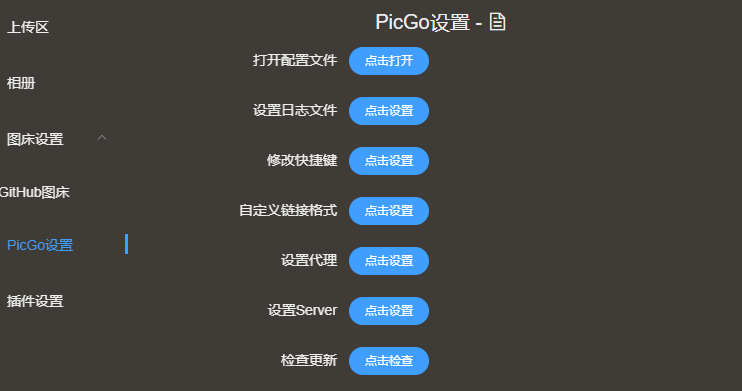 上传区
相册
图床设置
GitHub图床
PicGo设置
插件设置
PicGo设置 -
打开配置文件 点击打开
设置日志文件 点击设置
修改快捷键 点击设置
自定义链接格式 点击设置
设置代理 点击设置
设置Server 点击设置
检查更新 点击检查